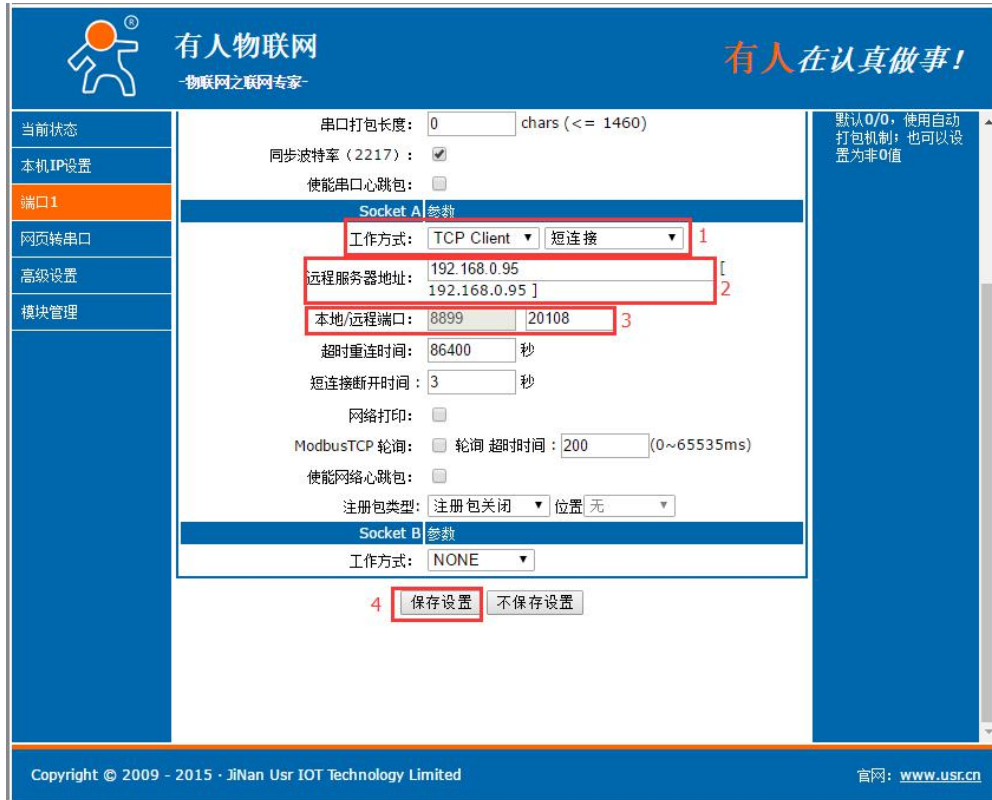 ®
有人物联网
-物联网之联网专家-
有人在认真做事!
当前状态
本机IP设置
端口1
网页转串口
高级设置
模块管理
串口打包长度: 0 chars (<= 1460)
同步波特率（2217）:
使能串口心跳包:
Socket A 参数
工作方式: TCP Client 短连接 1
远程服务器地址: 192.168.0.95 [
192.168.0.95 ] 2
本地/远程端口: 8899 20108 3
超时重连时间: 86400 秒
短连接断开时间: 3 秒
网络打印:
ModbusTCP 轮询: 轮询 超时时间: 200 (0~65535ms)
使能网络心跳包:
注册包类型: 注册包关闭 位置 无
Socket B 参数
工作方式: NONE
4 保存设置 不保存设置
默认0/0，使用自动
打包机制；也可以设
置为非0值
Copyright © 2009 - 2015 · JiNan Usr IOT Technology Limited
官网: www.usr.cn